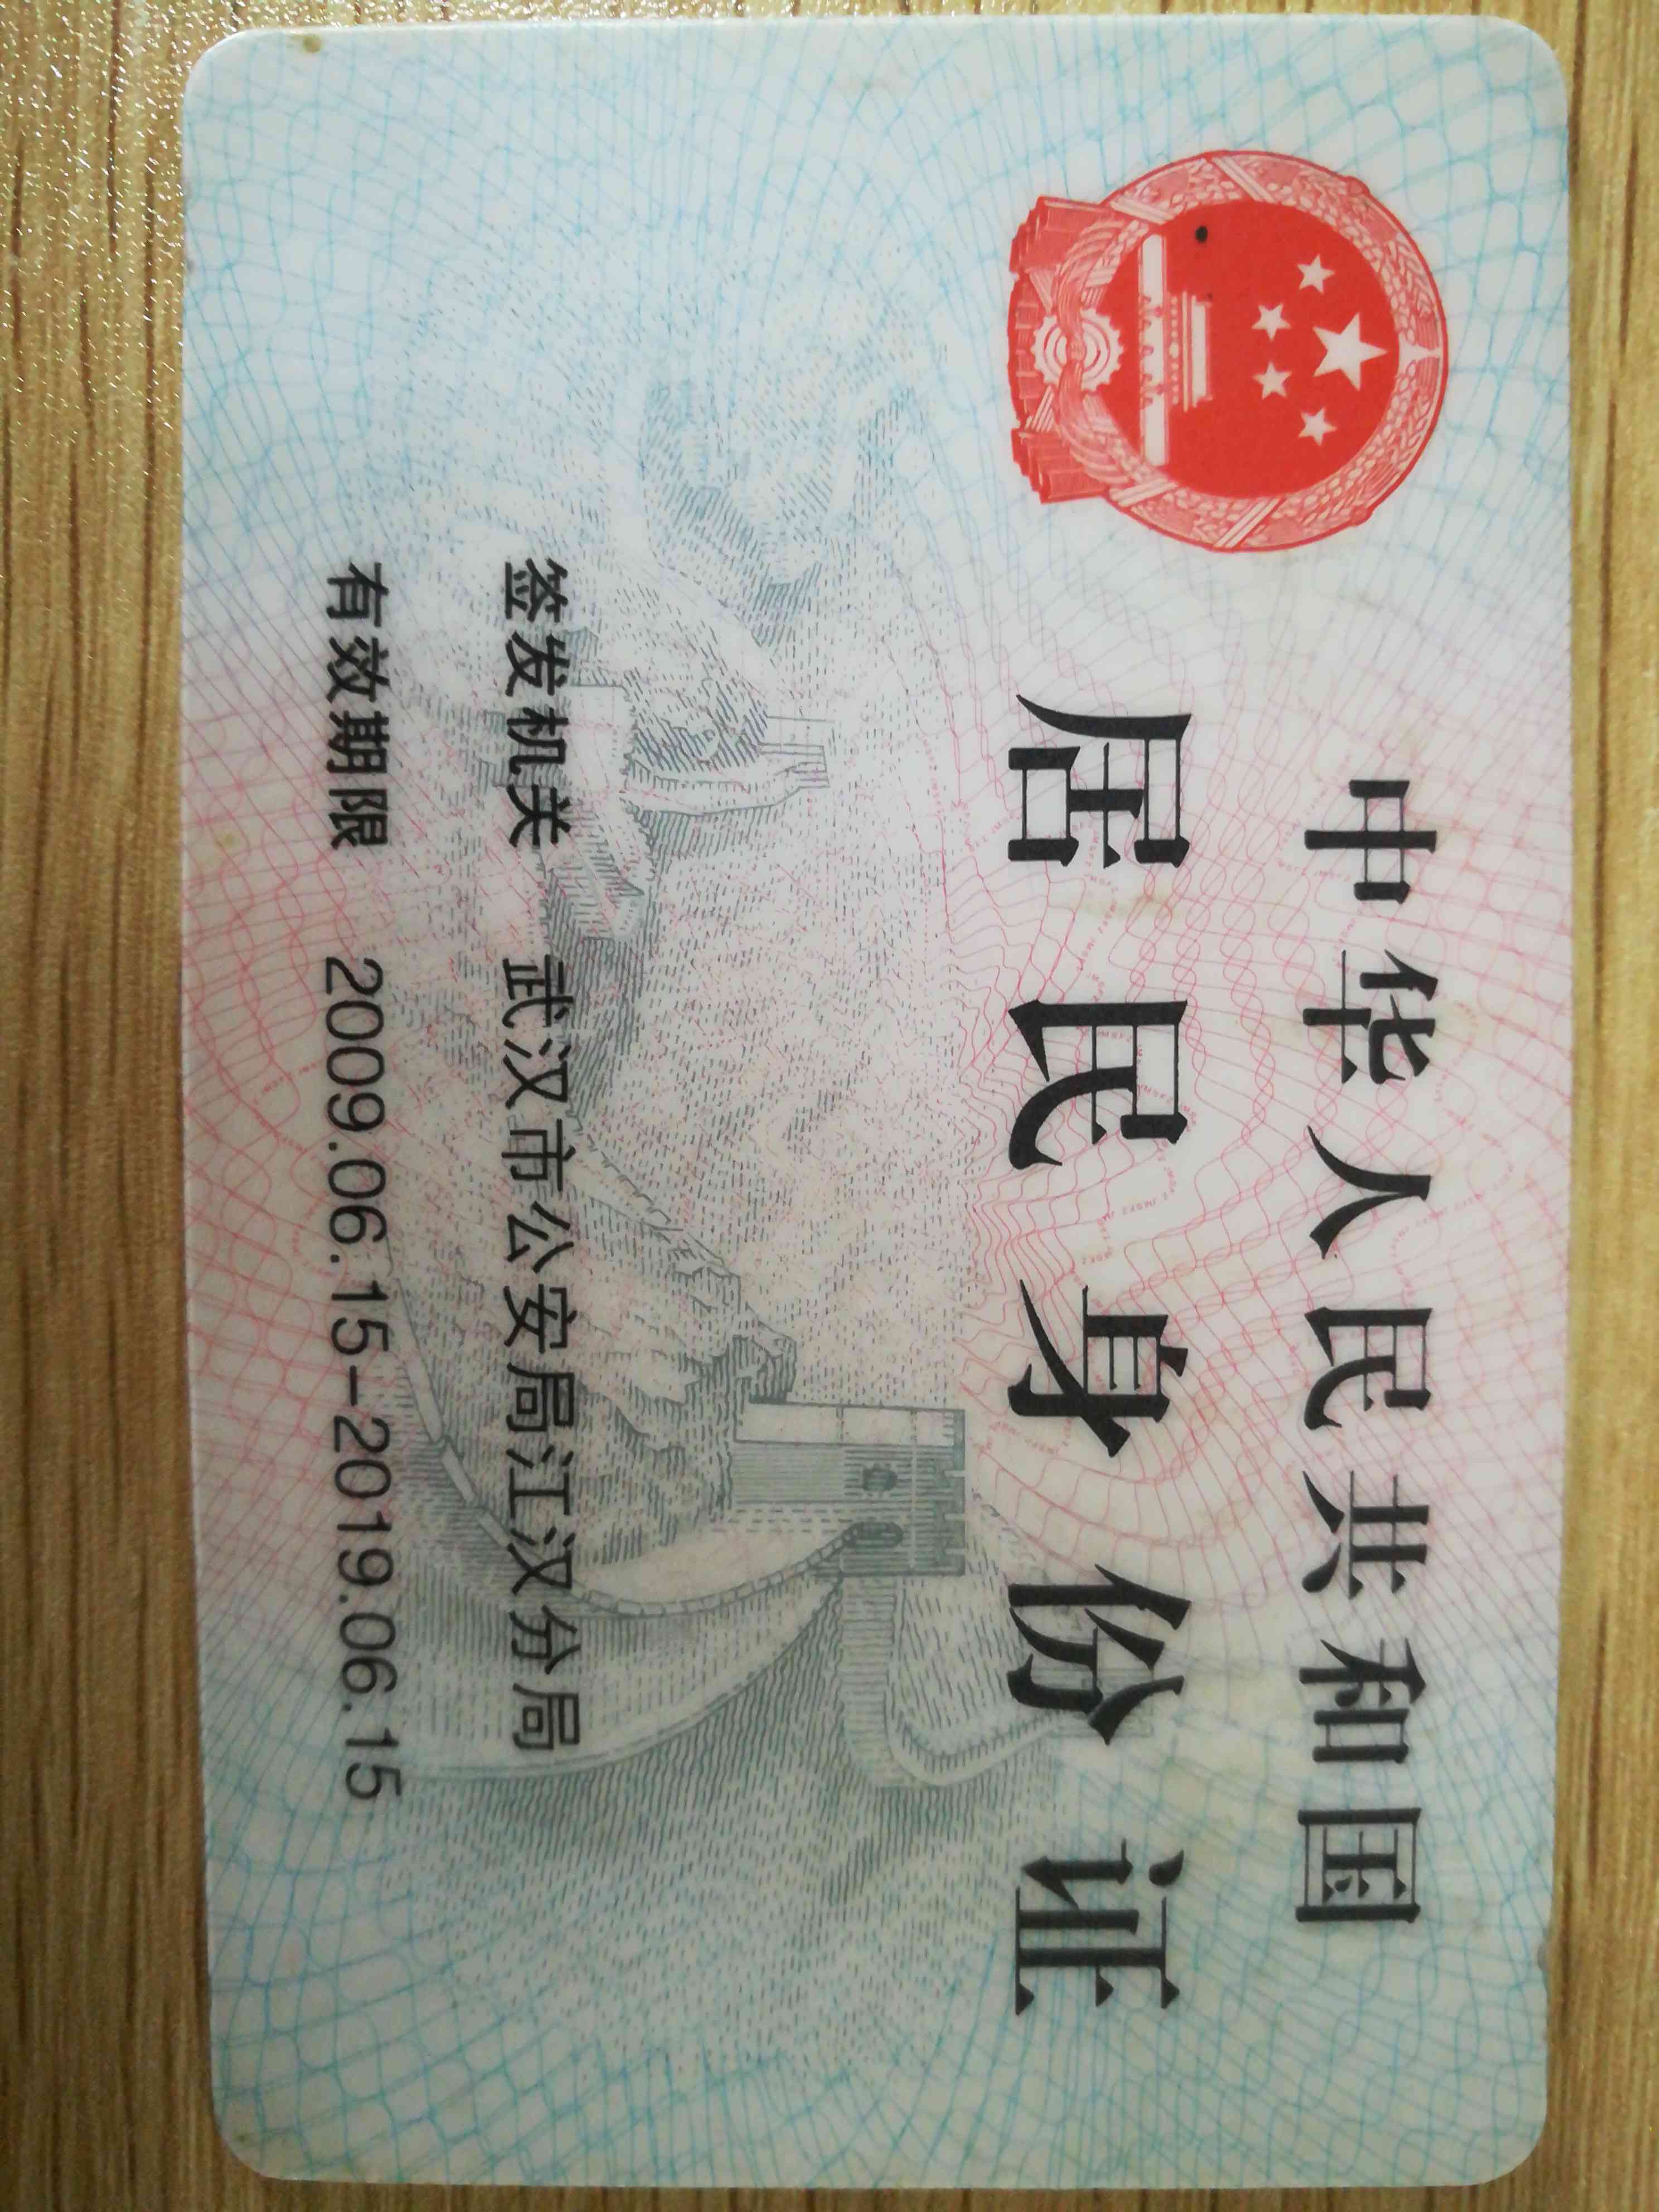 中华人民共和国
居民身份证
签发机关 武汉市公安局江汉分局
有效期限 2009.06.15-2019.06.15